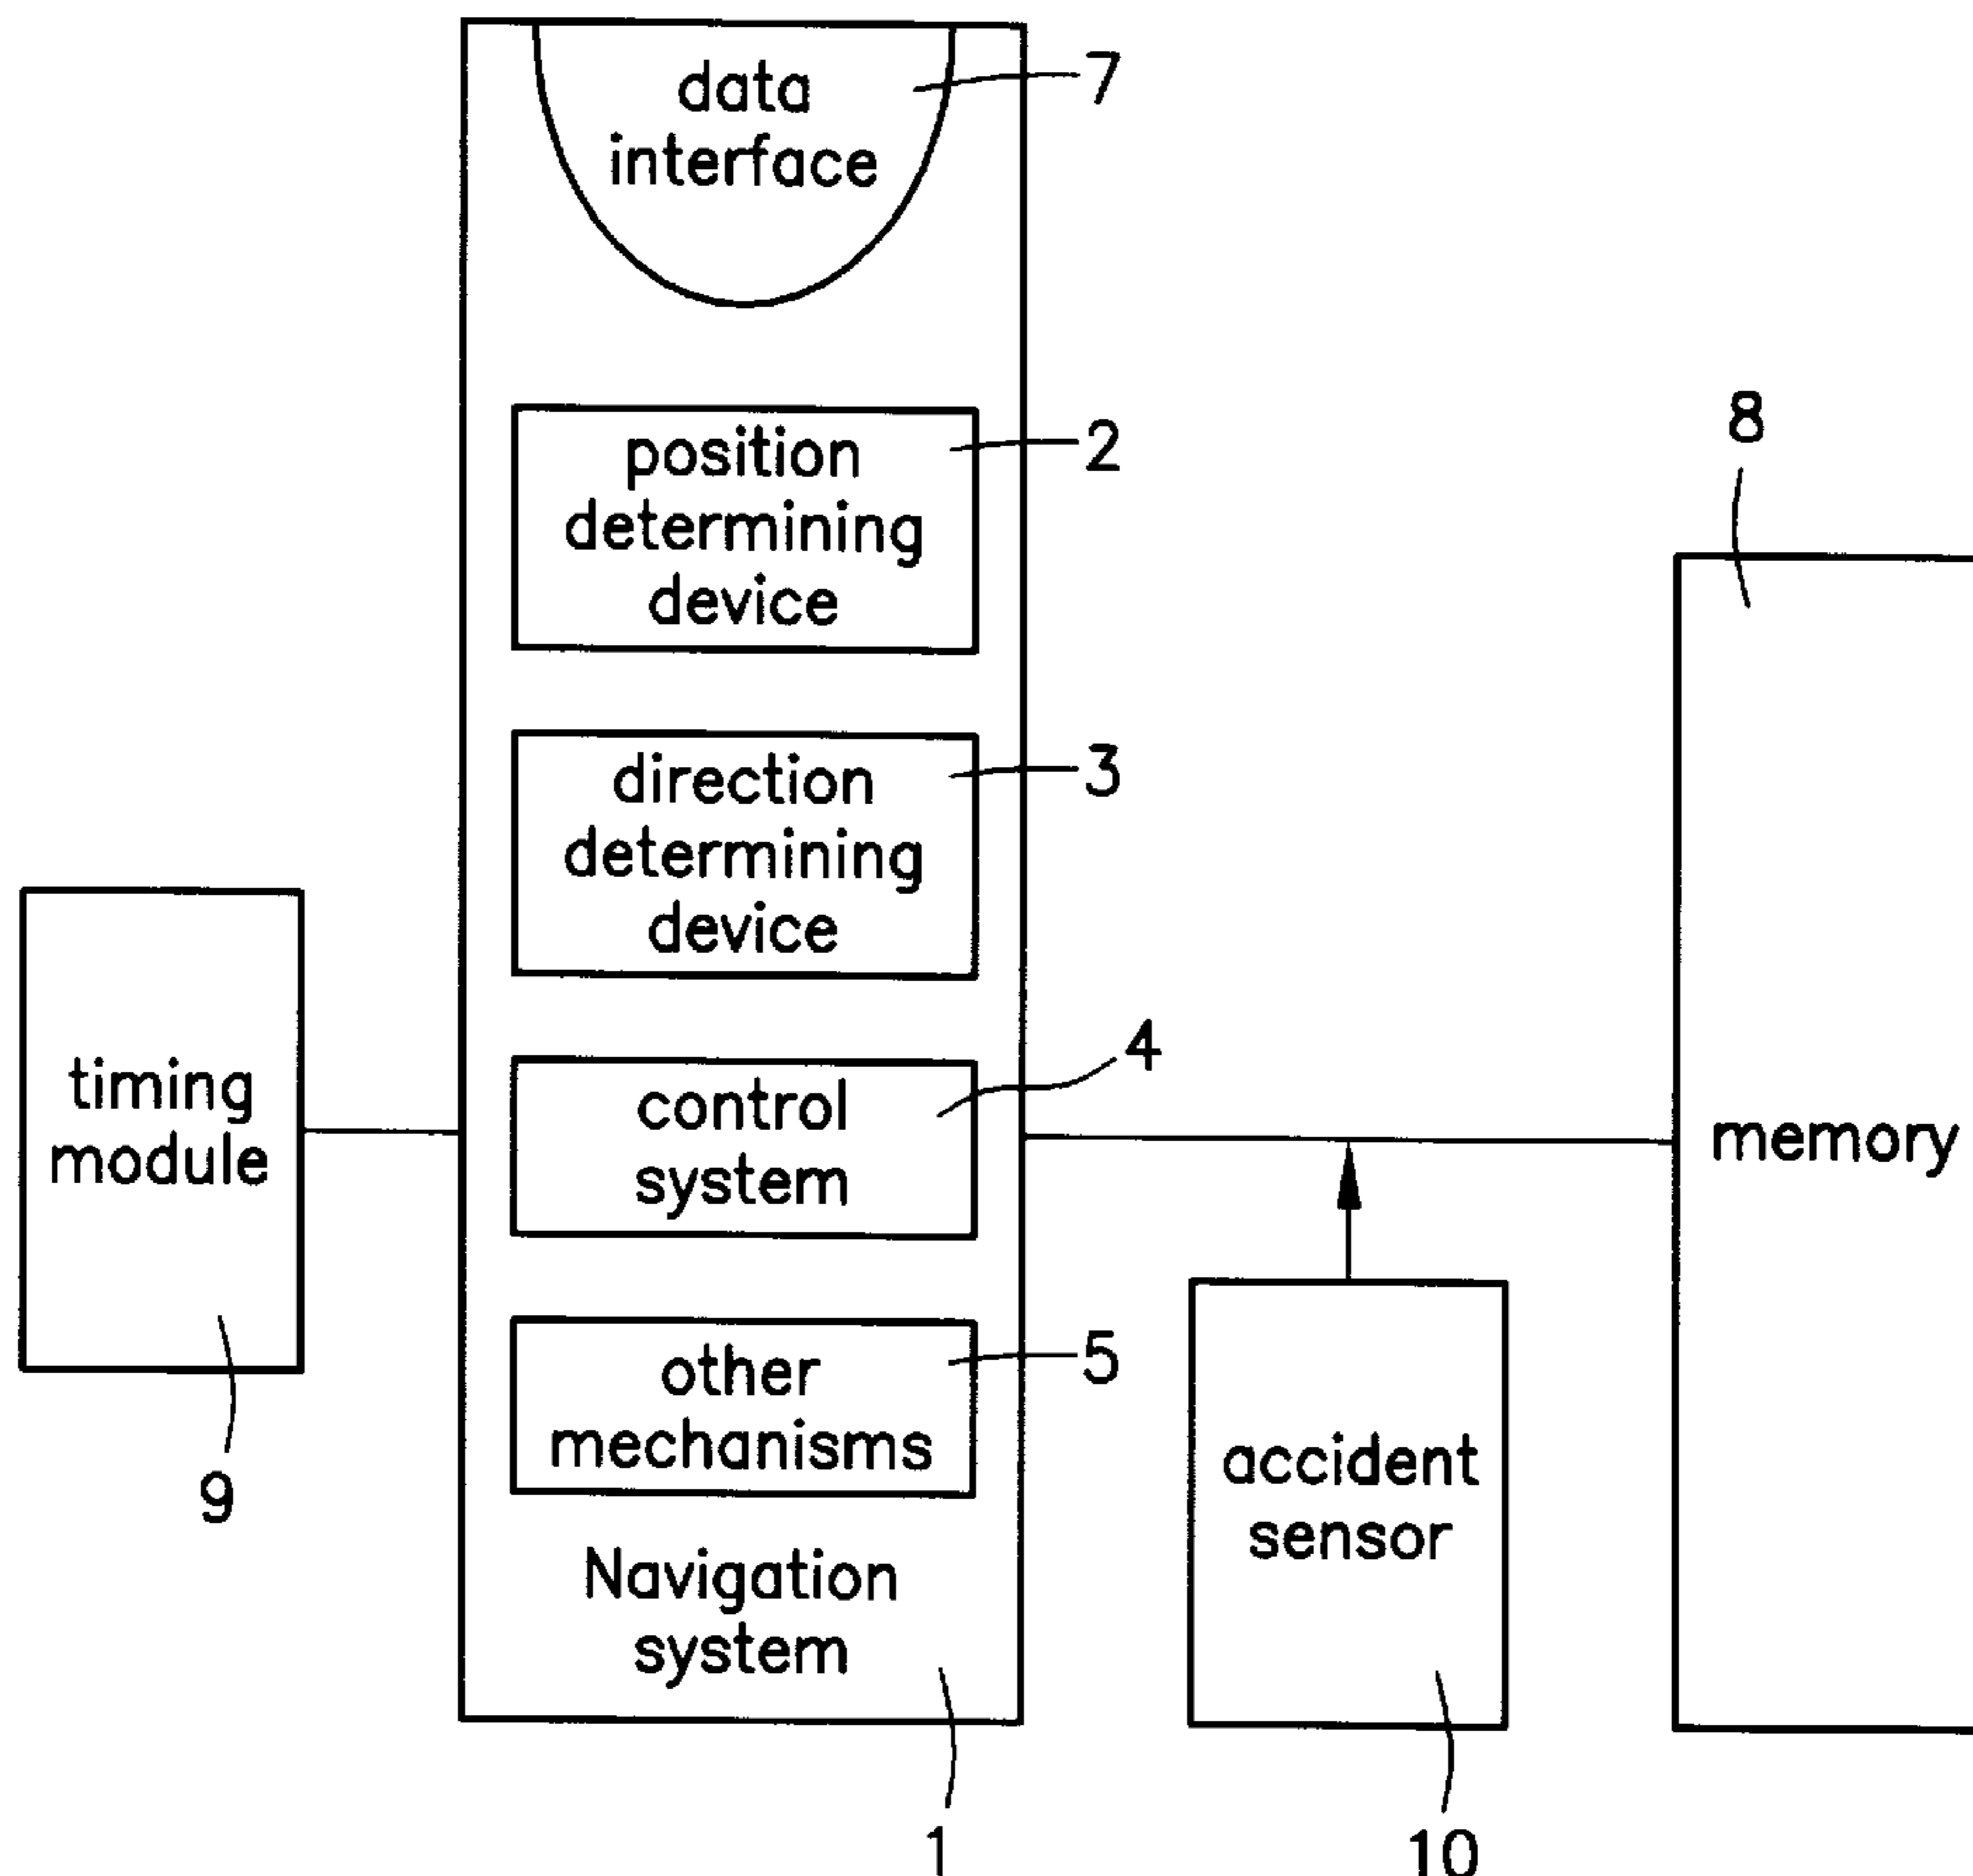 data
interface
7
position
determining
device
2
8
direction
determining
device
3
timing
module
9
control
system
4
memory
other
mechanisms
5
accident
sensor
10
Navigation
system
1